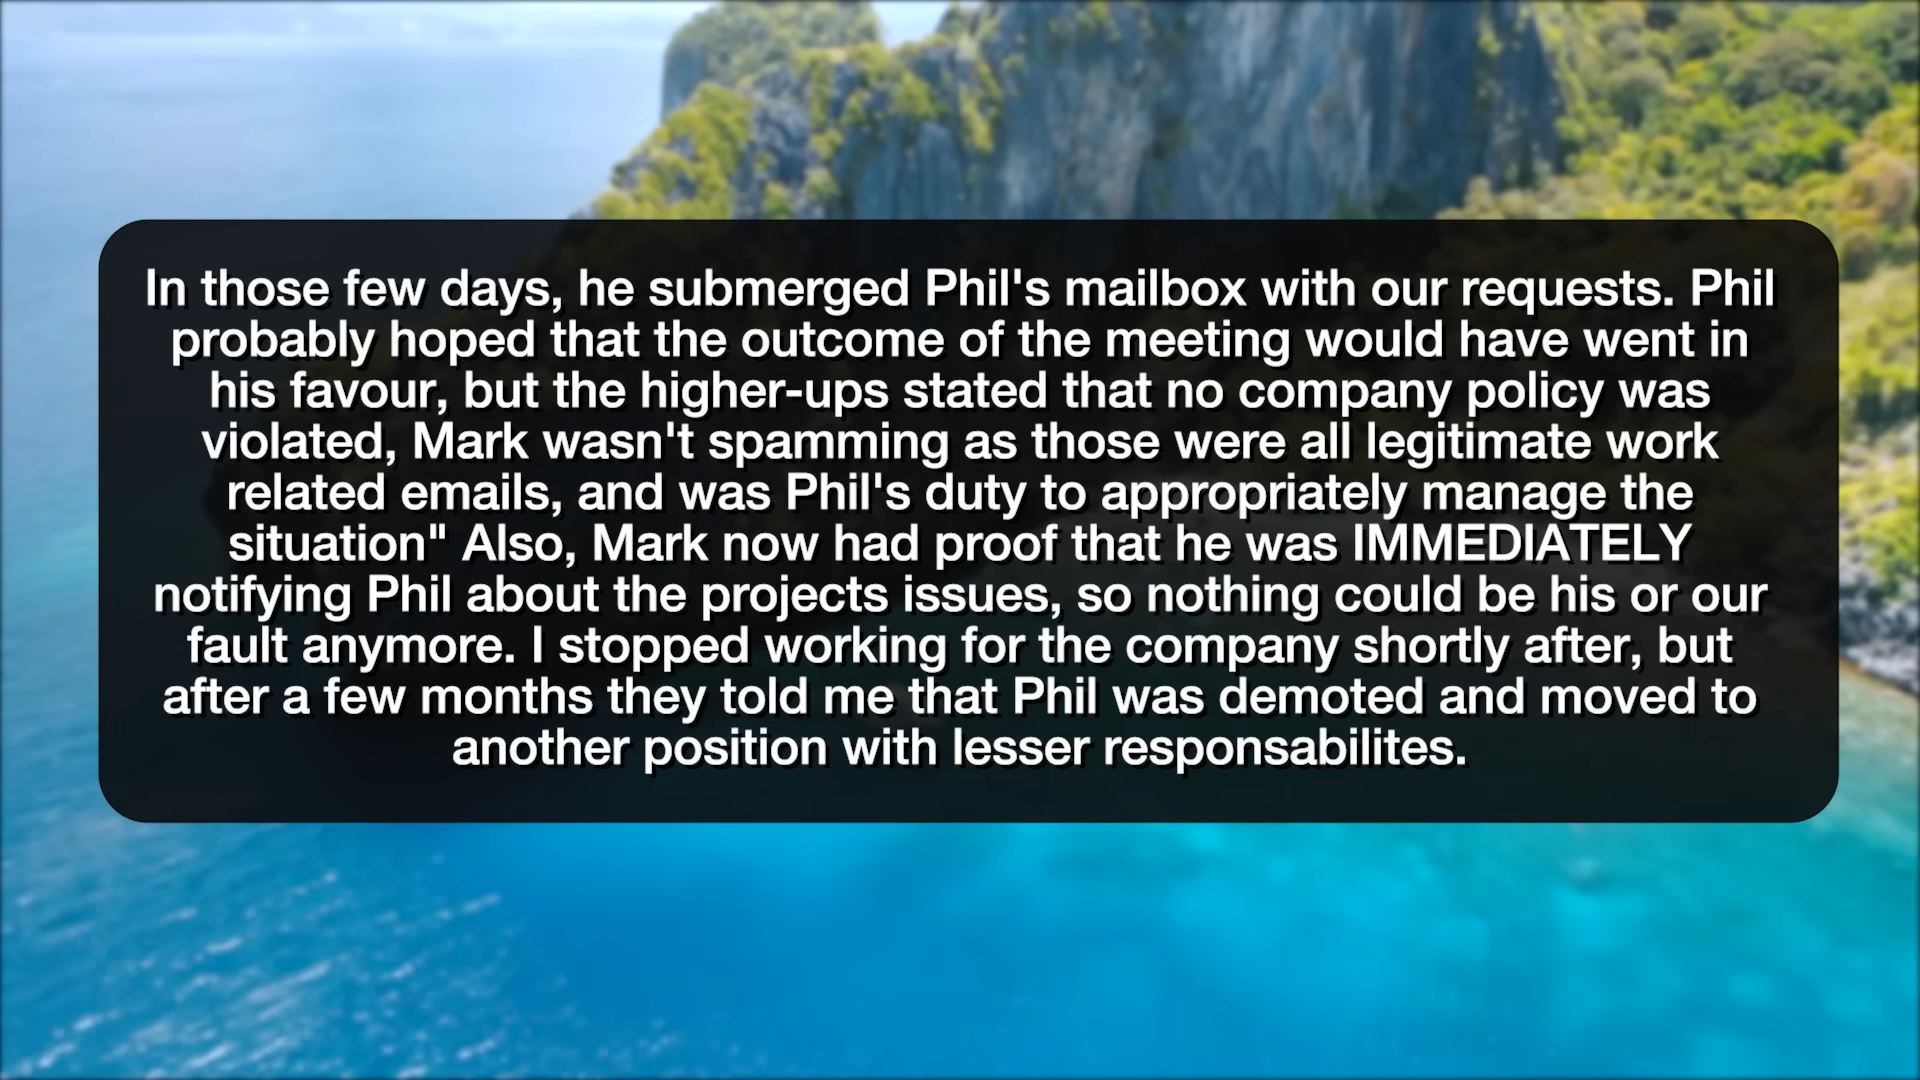 In those few days, he submerged Phil's mailbox with our requests. Phil
probably hoped that the outcome of the meeting would have went in
his favour, but the higher-ups stated that no company policy was
violated, Mark wasn't spamming as those were all legitimate work
related emails, and was Phil's duty to appropriately manage the
situation" Also, Mark now had proof that he was IMMEDIATELY
notifying Phil about the projects issues, so nothing could be his or our
fault anymore. I stopped working for the company shortly after, but
after a few months they told me that Phil was demoted and moved to
another position with lesser responsabilites.